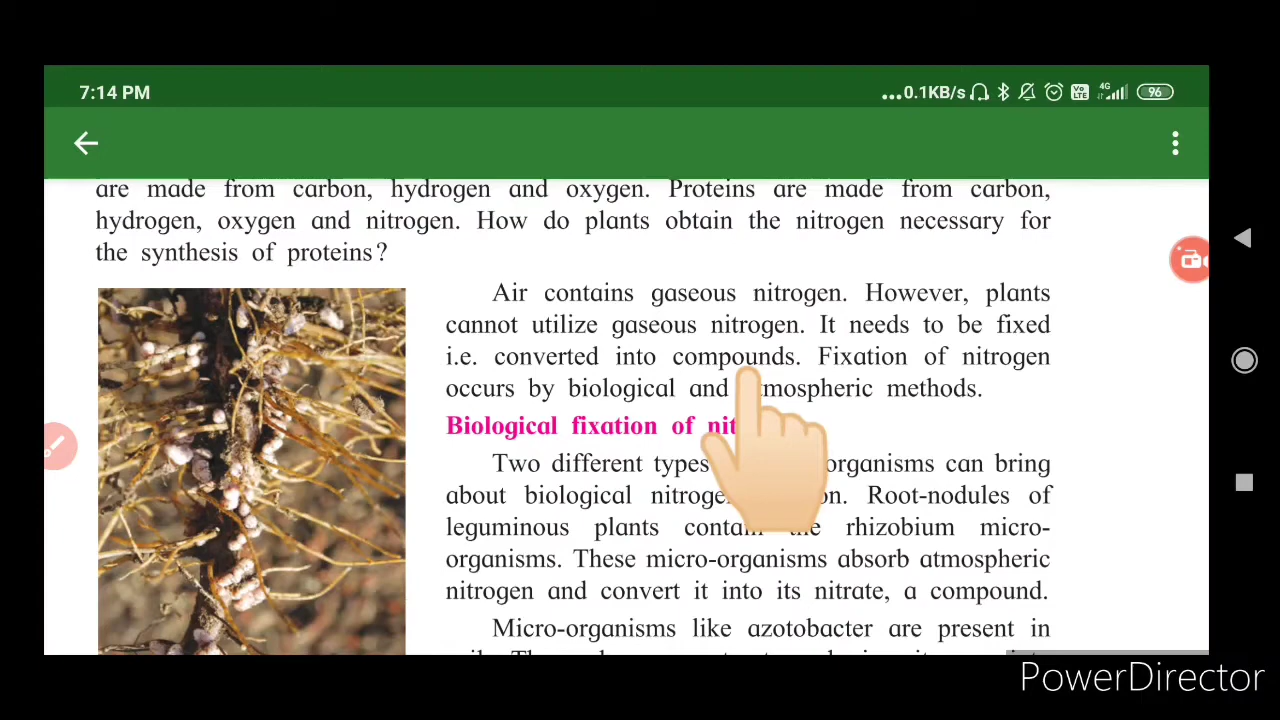 7:14 PM
...0.1KB/s
Vo
LTE
4G
96
are made from carbon, hydrogen and oxygen. Proteins are made from carbon,
hydrogen, oxygen and nitrogen. How do plants obtain the nitrogen necessary for
the synthesis of proteins?
Air contains gaseous nitrogen. However, plants
cannot utilize gaseous nitrogen. It needs to be fixed
i.e. converted into compounds. Fixation of nitrogen
occurs by biological and atmospheric methods.
Biological fixation of
Two different types organisms can bring
about biological Root-nodules of
leguminous plants contain the rhizobium micro-
organisms. These micro-organisms absorb atmospheric
nitrogen and convert it into its nitrate, a compound.
Micro-organisms like azotobacter are present in
PowerDirector